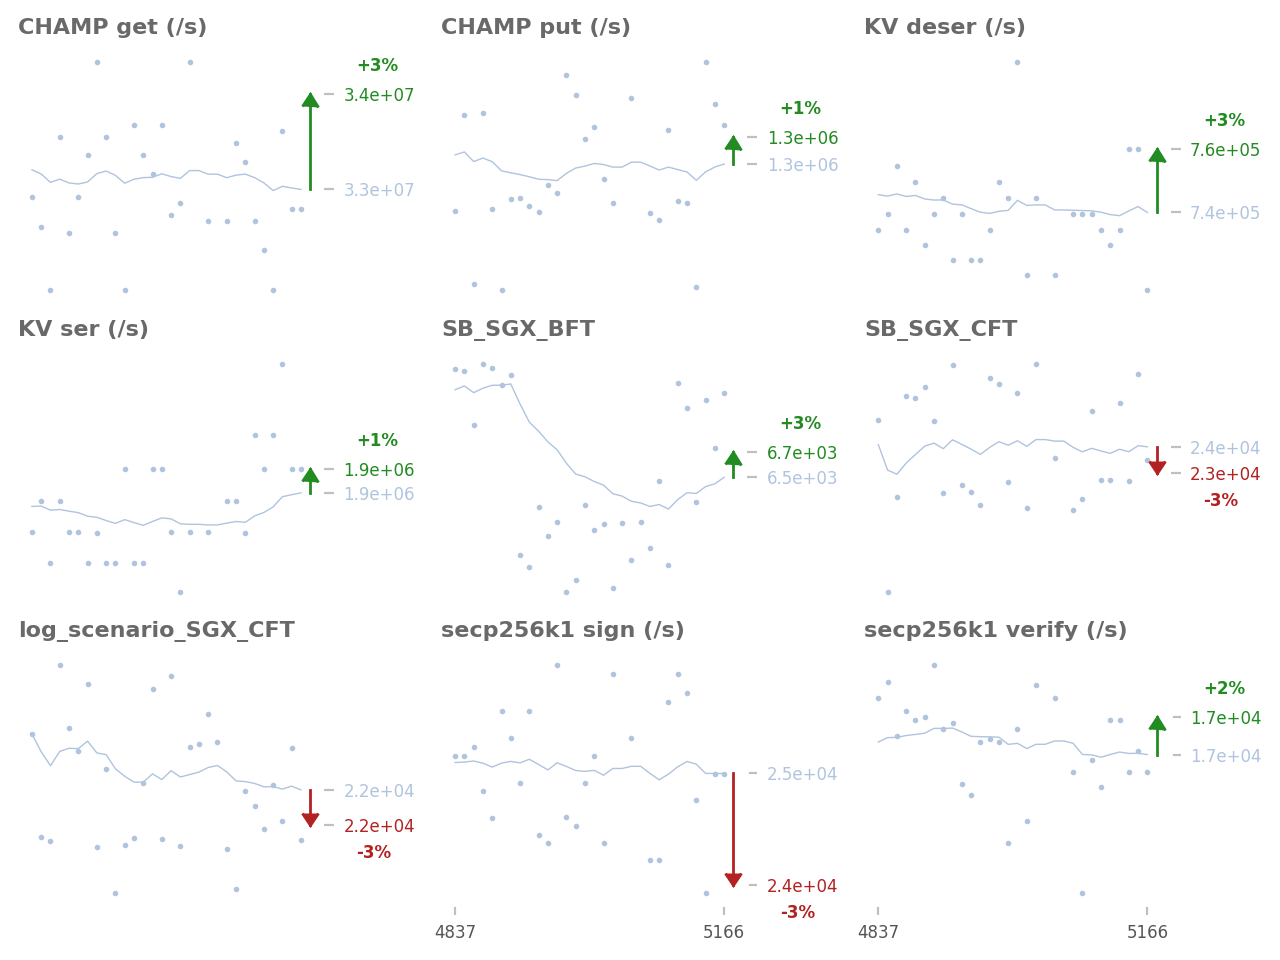 CHAMP get (/s)
+3%
3.4e+07
3.3e+07
CHAMP put (/s)
+1%
1.3e+06
1.3e+06
KV deser (/s)
+3%
7.6e+05
7.4e+05
KV ser (/s)
+1%
1.9e+06
1.9e+06
SB_SGX_BFT
+3%
6.7e+03
6.5e+03
SB_SGX_CFT
2.4e+04
2.3e+04
-3%
log_scenario_SGX_CFT
2.2e+04
2.2e+04
-3%
secp256k1 sign (/s)
2.5e+04
2.4e+04
-3%
4837
5166
secp256k1 verify (/s)
+2%
1.7e+04
1.7e+04
4837
5166